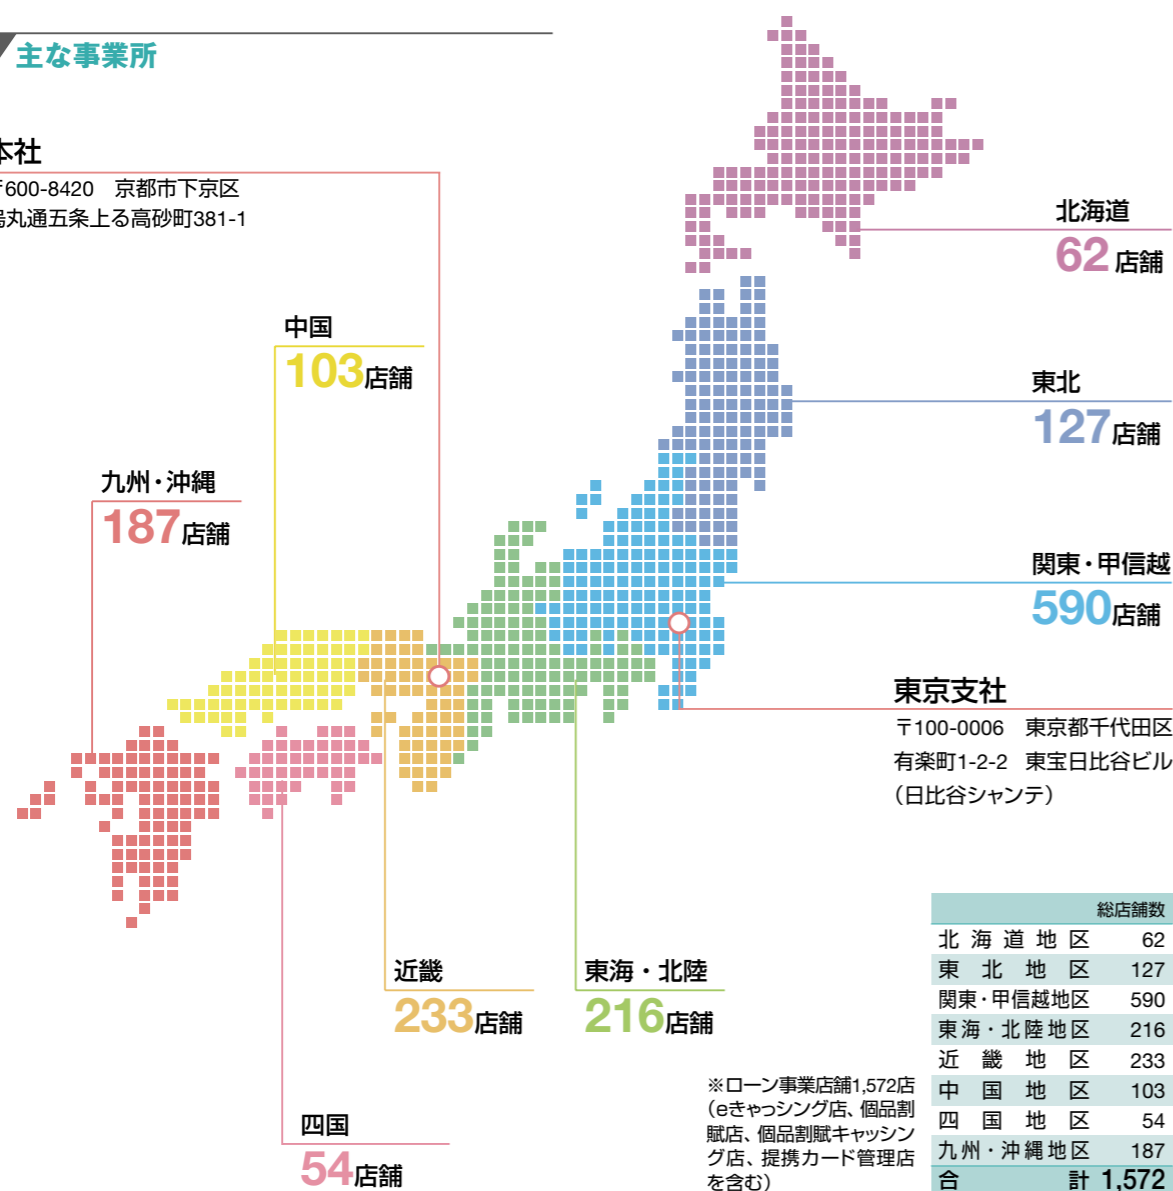 主な事業所
本社
〒600-8420　京都市下京区
烏丸通五条上る高砂町381-1
北海道
62店舗
中国
103店舗
東北
127店舗
九州・沖縄
187店舗
関東・甲信越
590店舗
東京支社
〒100-0006　東京都千代田区
有楽町1-2-2　東宝日比谷ビル
（日比谷シャンテ）
近畿
233店舗
東海・北陸
216店舗
四国
54店舗
※ローン事業店舗1,572店
（eきゃっシング店、個品割
賦店、個品割賦キャッシン
グ店、提携カード管理店
を含む）
総店舗数
北海道地区 62
東北地区 127
関東・甲信越地区 590
東海・北陸地区 216
近畿地区 233
中国地区 103
四国地区 54
九州・沖縄地区 187
合計 1,572